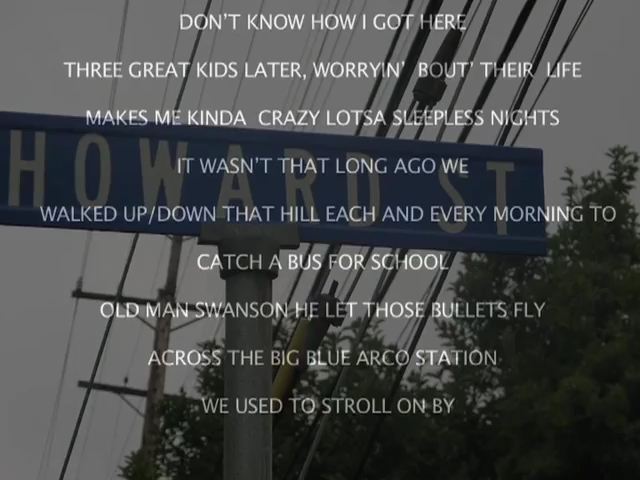 DON'T KNOW HOW I GOT HERE
THREE GREAT KIDS LATER, WORRYIN' BOUT' THEIR LIFE
MAKES ME KINDA CRAZY LOTSA SLEEPLESS NIGHTS
HOWARD ST
IT WASN'T THAT LONG AGO WE
WALKED UP/DOWN THAT HILL EACH AND EVERY MORNING TO
CATCH A BUS FOR SCHOOL
OLD MAN SWANSON HE LET THOSE BULLETS FLY
ACROSS THE BIG BLUE ARCO STATION
WE USED TO STROLL ON BY